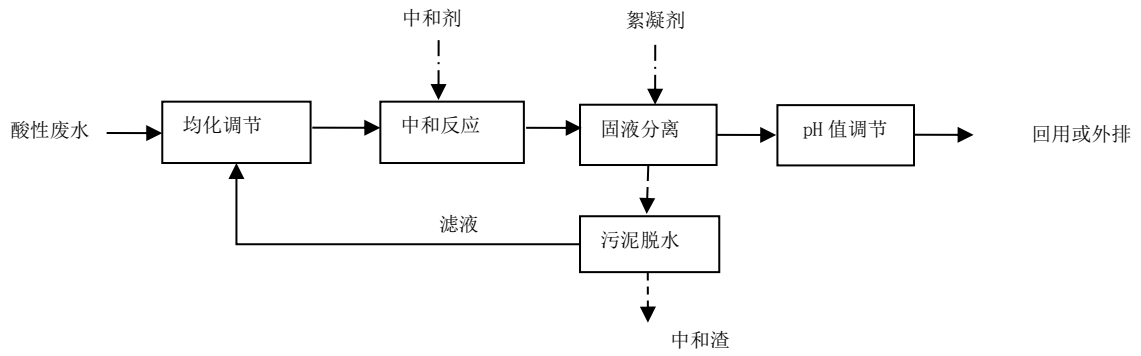 中和剂
絮凝剂
酸性废水
均化调节
中和反应
固液分离
pH 值调节
回用或外排
滤液
污泥脱水
中和渣